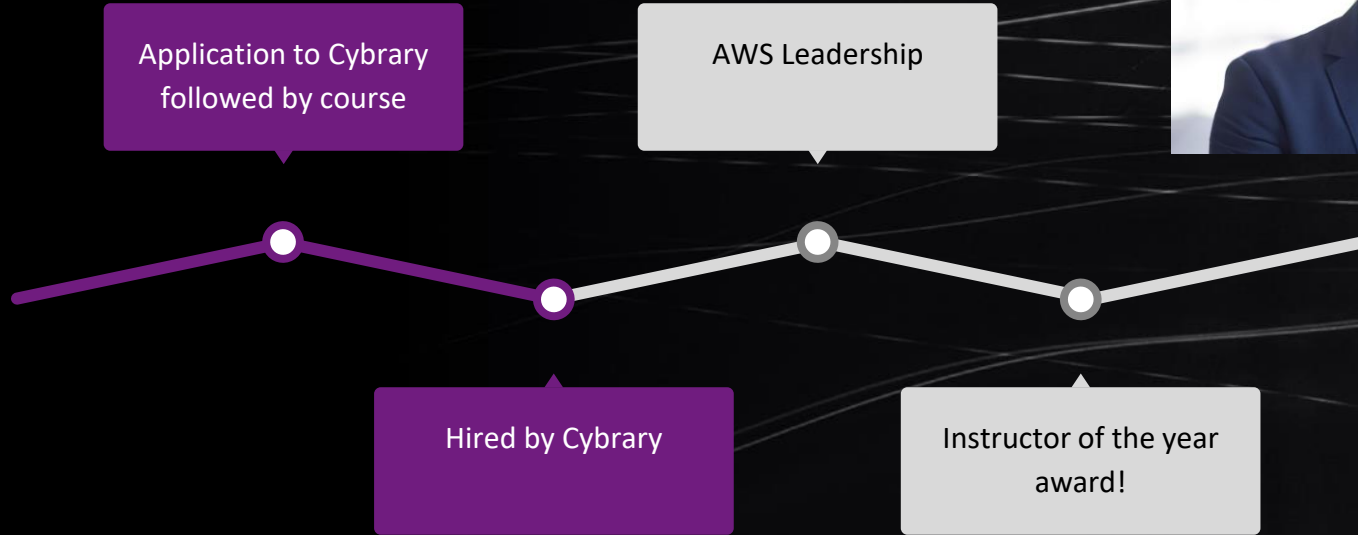 Application to Cybrary
followed by course
AWS Leadership
Hired by Cybrary
Instructor of the year
award!